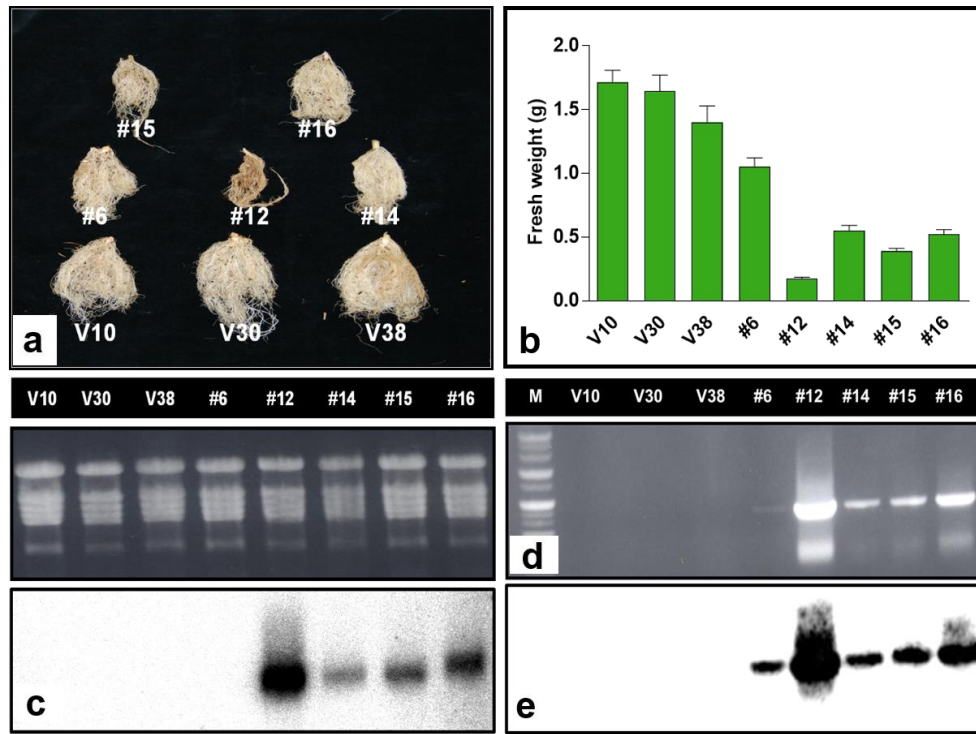 #15 #16
#6 #12 #14
V10 V30 V38
a
2.0
1.5
1.0
0.5
0.0
Fresh weight (g)
V10 V30 V38 #6 #12 #14 #15 #16
b
V10 V30 V38 #6 #12 #14 #15 #16
c
M V10 V30 V38 #6 #12 #14 #15 #16
d
e